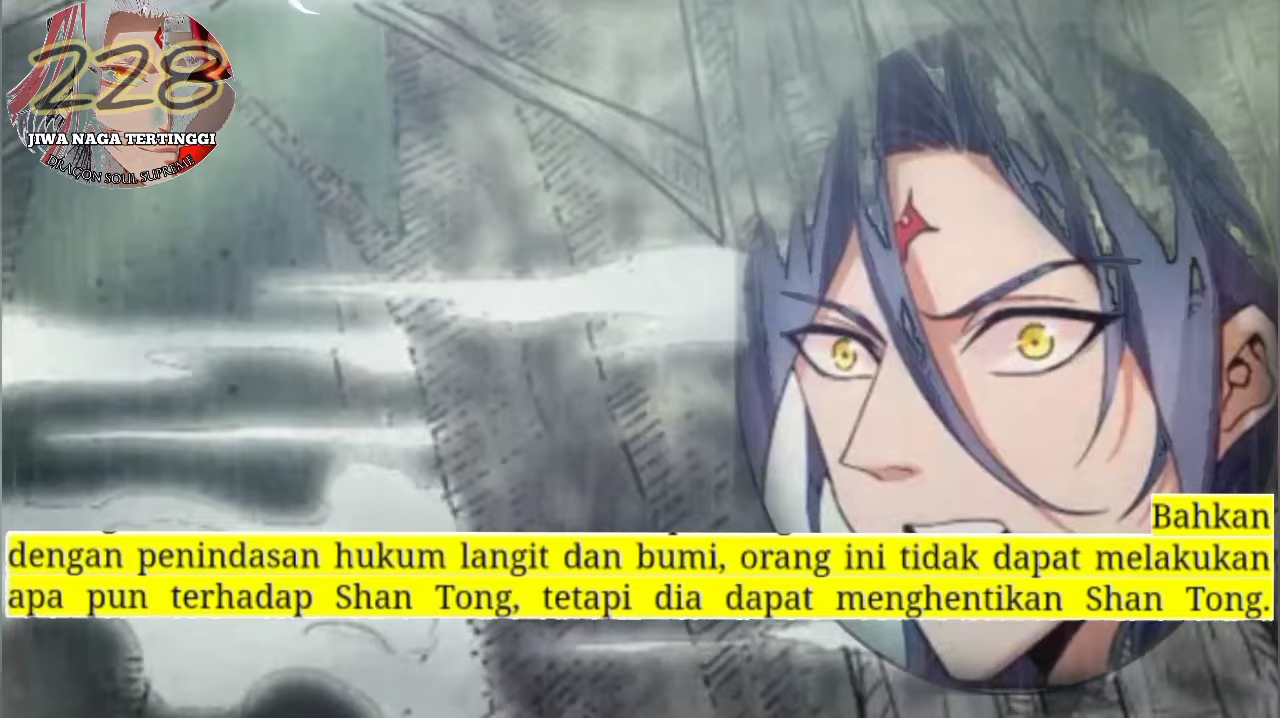 228
JIWA NAGA TERTINGGI
DRAGON SOUL SUPREME
Bahkan
dengan penindasan hukum langit dan bumi, orang ini tidak dapat melakukan
apa pun terhadap Shan Tong, tetapi dia dapat menghentikan Shan Tong.